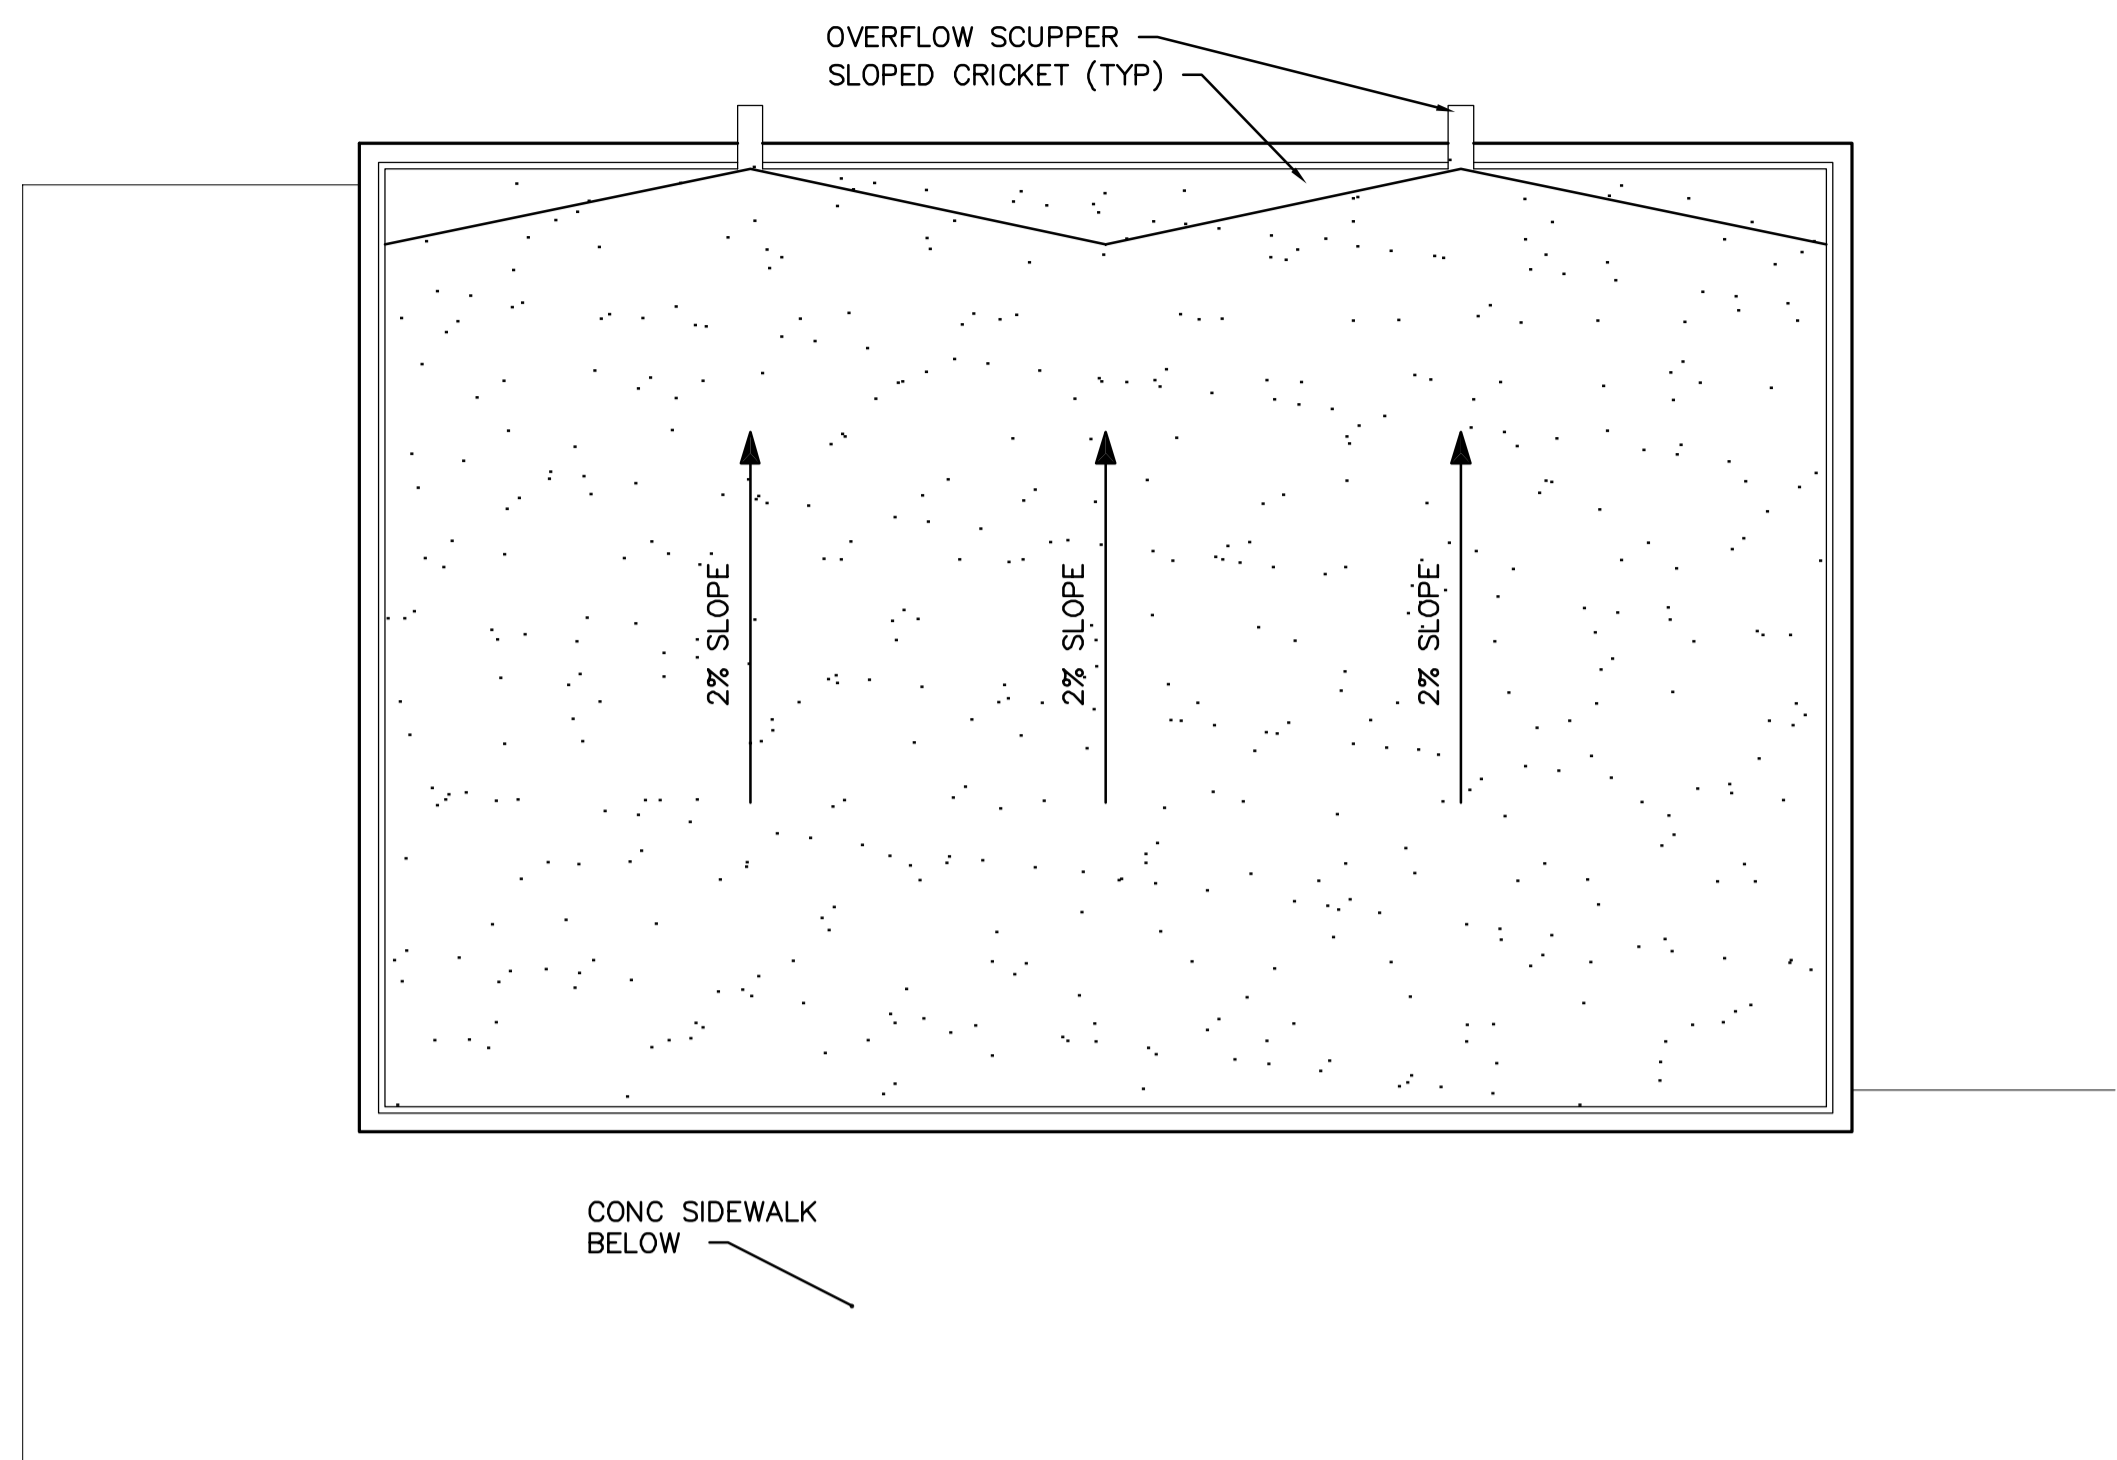 OVERFLOW SCUPPER
SLOPED CRICKET (TYP)
2% SLOPE
2% SLOPE
2% SLOPE
CONC SIDEWALK
BELOW